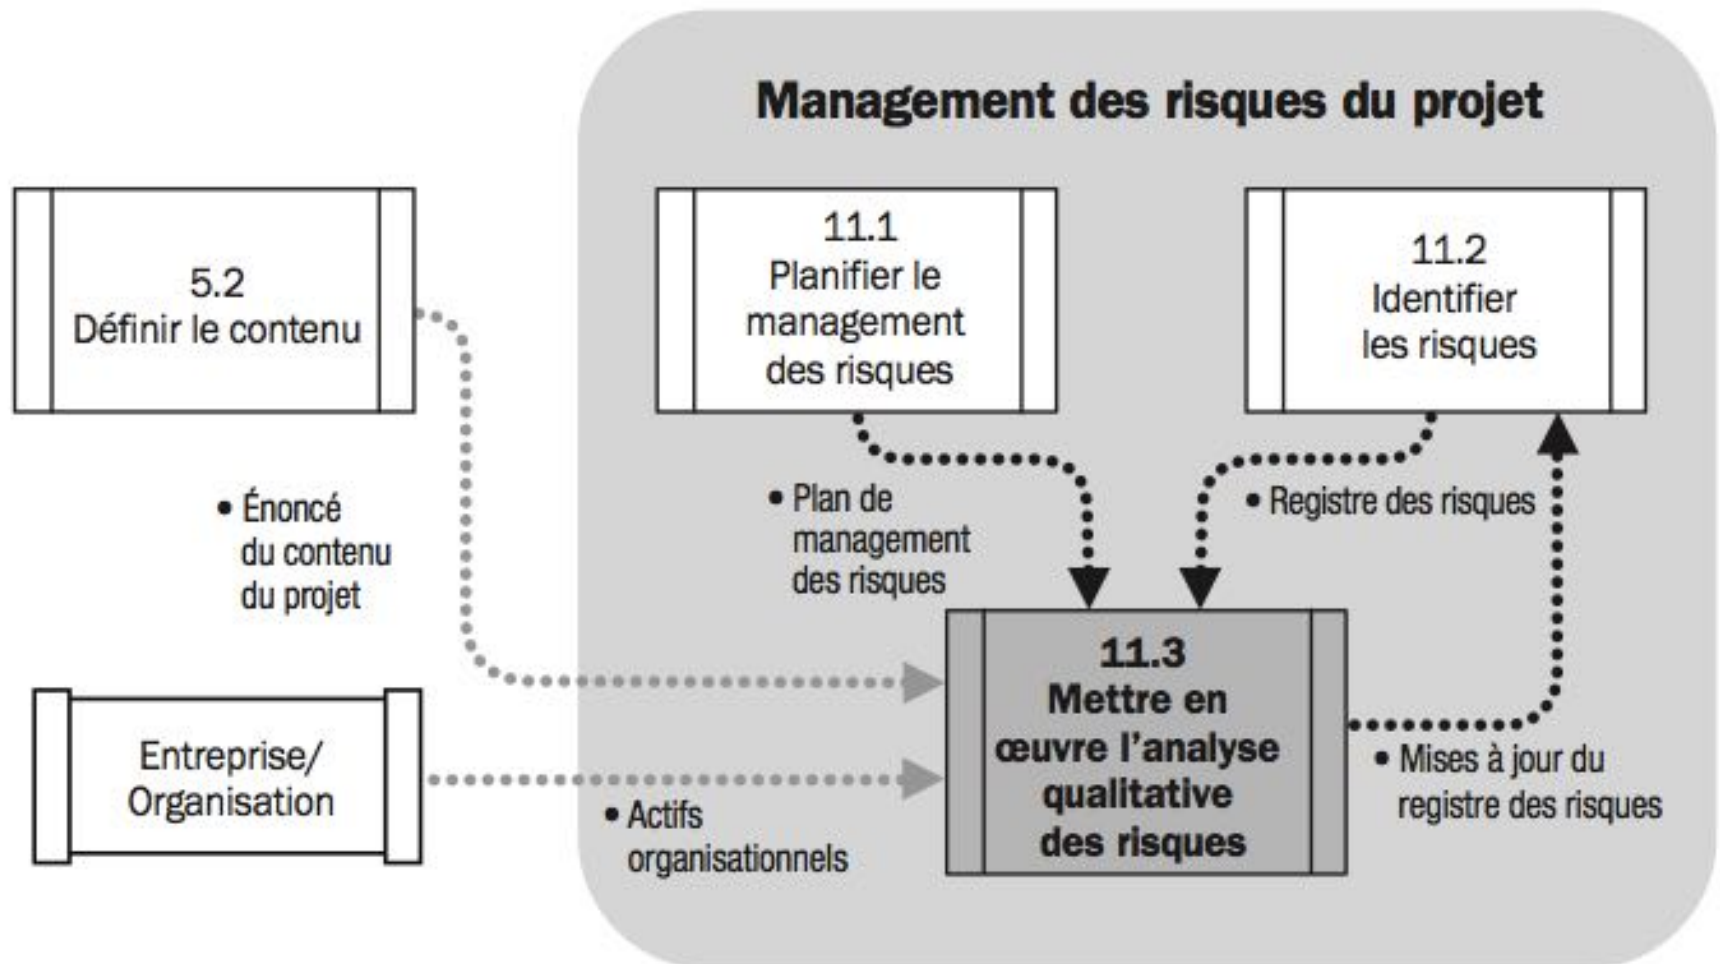 Management des risques du projet
5.2
Définir le contenu
11.1
Planifier le
management
des risques
11.2
Identifier
les risques
• Énoncé
du contenu
du projet
• Plan de
management
des risques
• Registre des risques
Entreprise/
Organisation
• Actifs
organisationnels
11.3
Mettre en
œuvre l’analyse
qualitative
des risques
• Mises à jour du
registre des risques